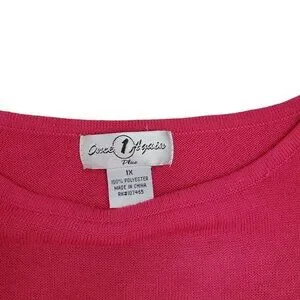 Once 1 Again
Plus
1X
100% POLYESTER
MADE IN CHINA
RN#107465